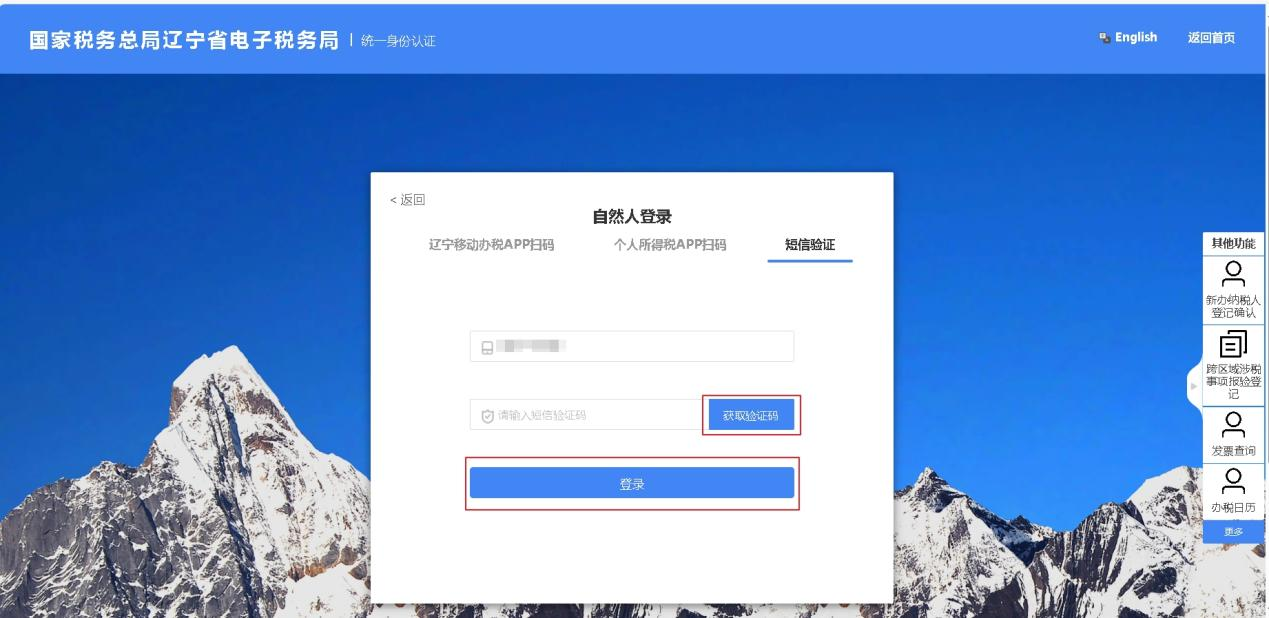 国家税务总局辽宁省电子税务局 | 统一身份认证
English 返回首页
< 返回
自然人登录
辽宁移动办税APP扫码 个人所得税APP扫码 短信验证
请输入短信验证码 获取验证码
登录
其他功能
新办纳税人
登记确认
跨区域涉税
事项报验登
记
发票查询
办税日历
更多